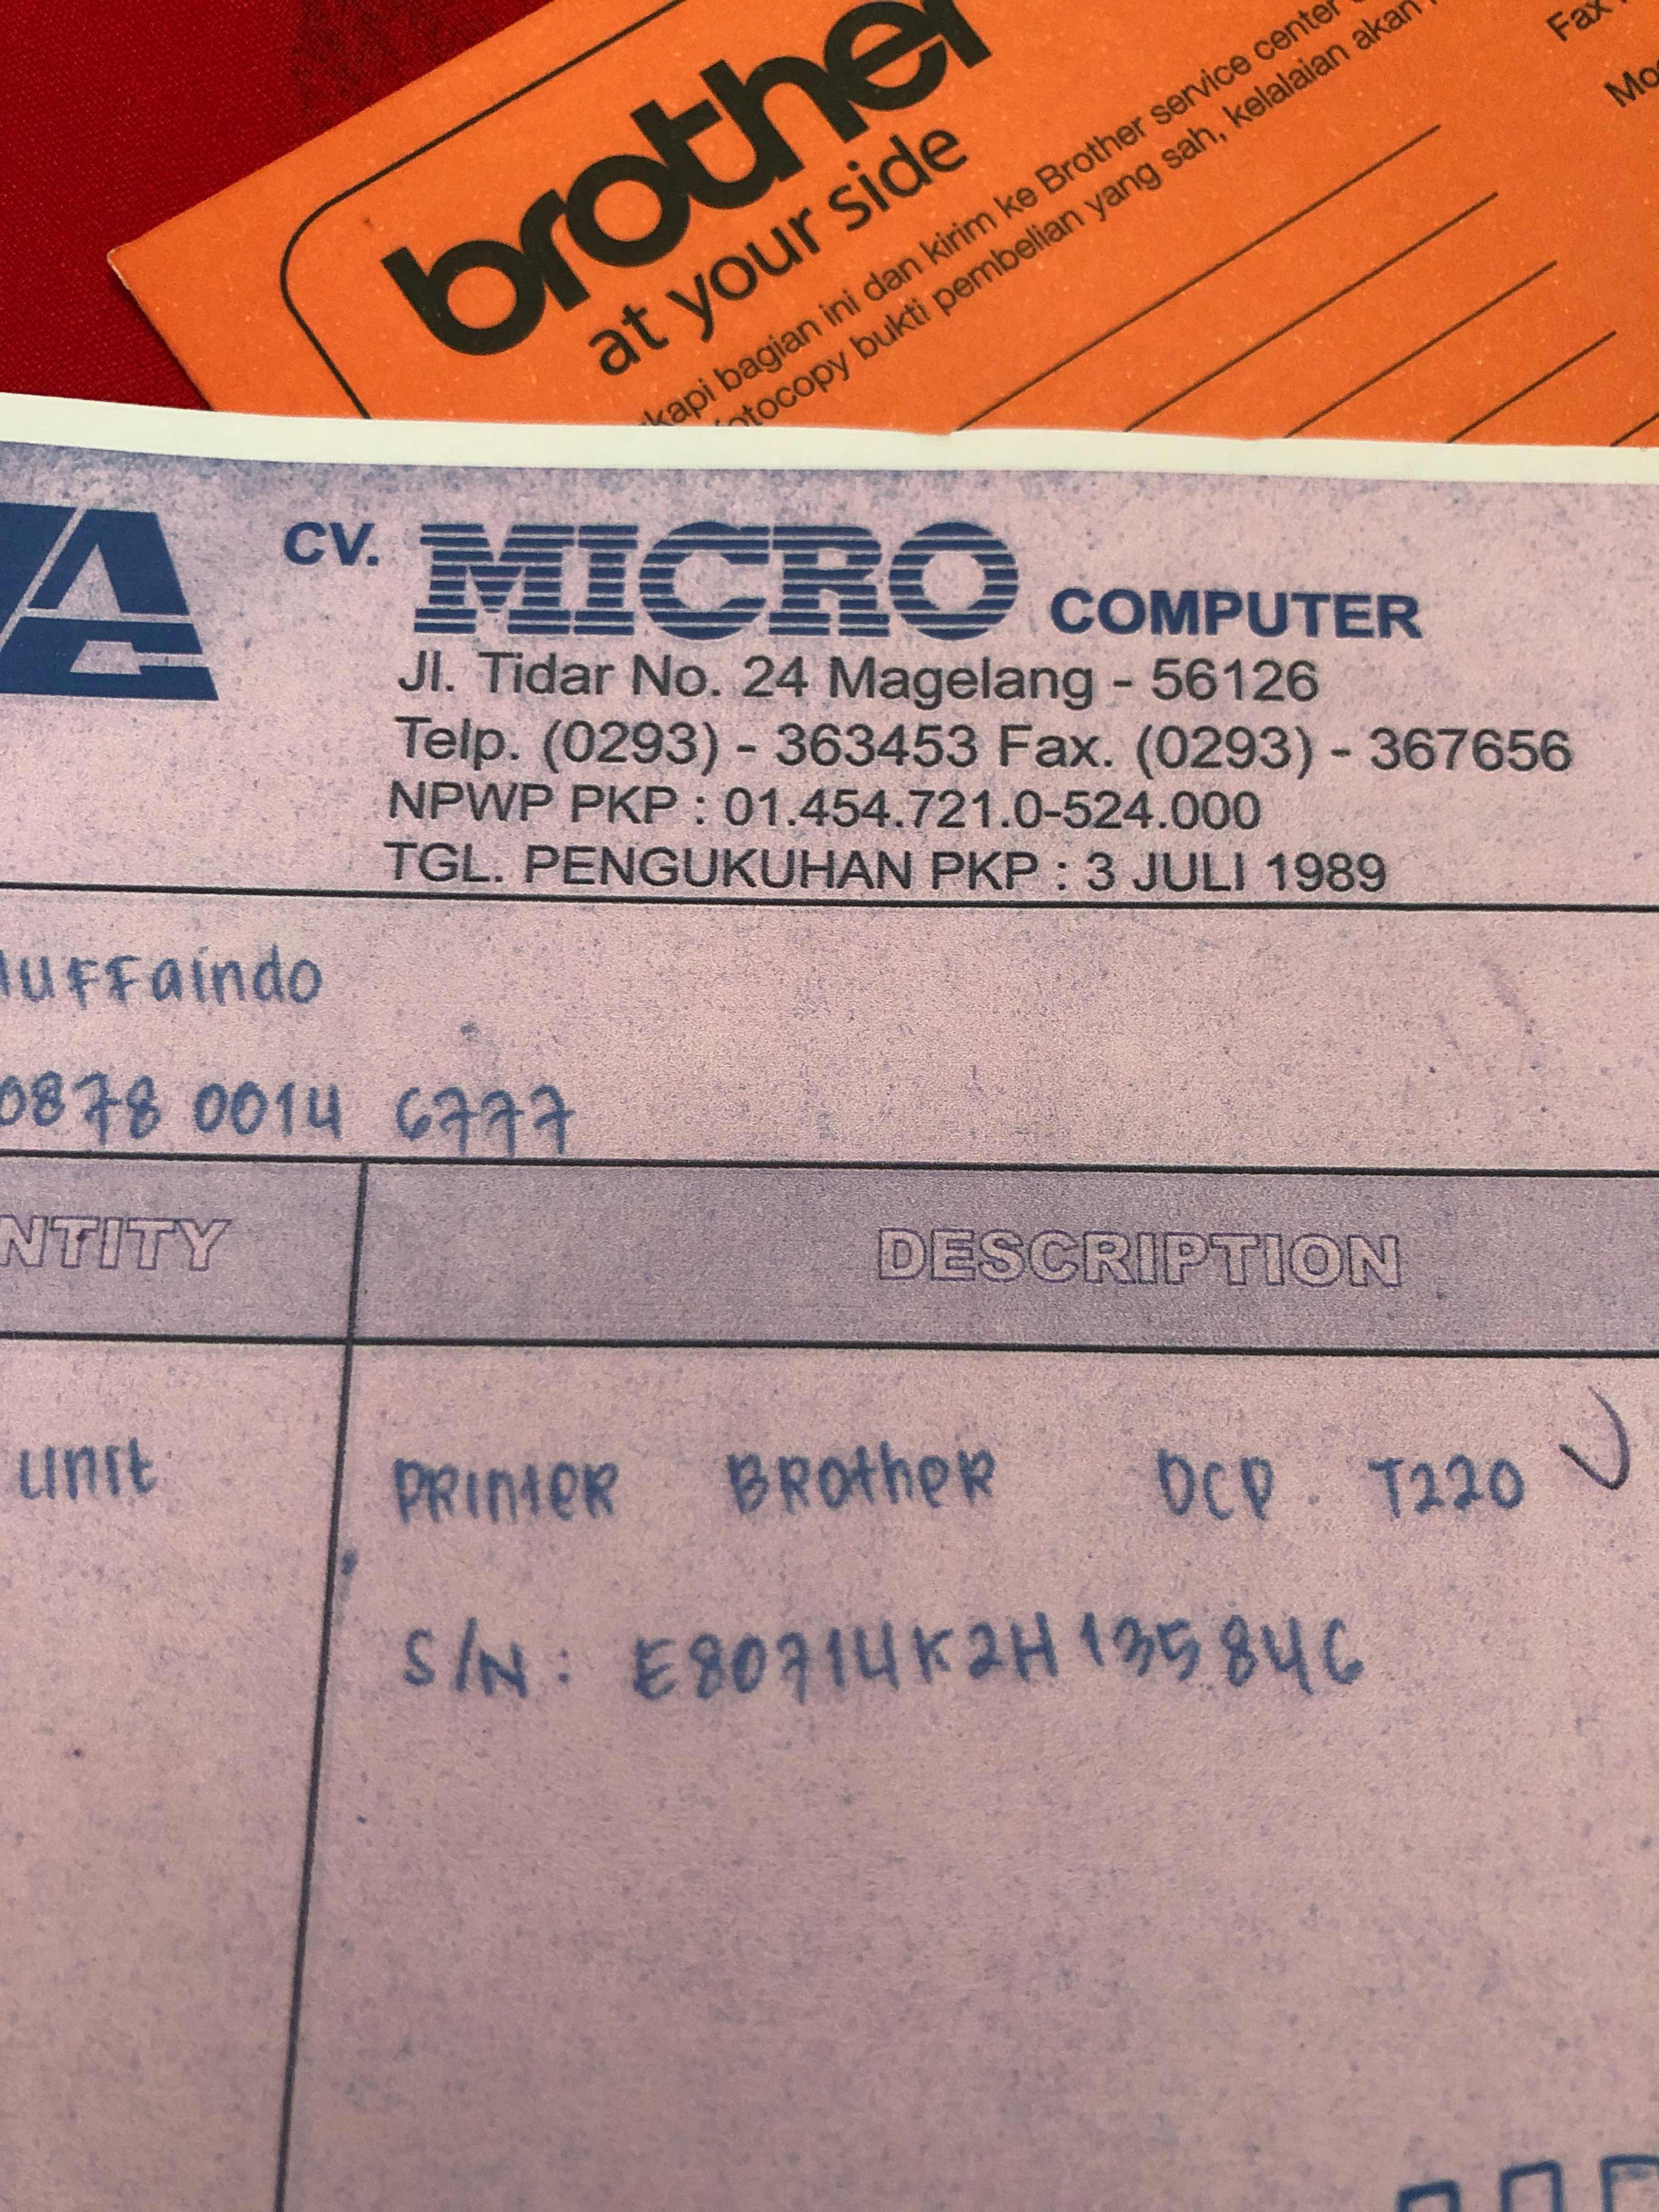 brother
at your side
bagian ini dan kirim ke Brother service center
bukti pembelian yang sah, kelalaian akan
Fax
CV. MICRO COMPUTER
Jl. Tidar No. 24 Magelang - 56126
Telp. (0293) - 363453 Fax. (0293) - 367656
NPWP PKP : 01.454.721.0-524.000
TGL. PENGUKUHAN PKP : 3 JULI 1989
uffaindo
0878 0014 6777
NTITY DESCRIPTION
unit PRINTER BROTHER DCP T220
S/N : E80714K2H135846